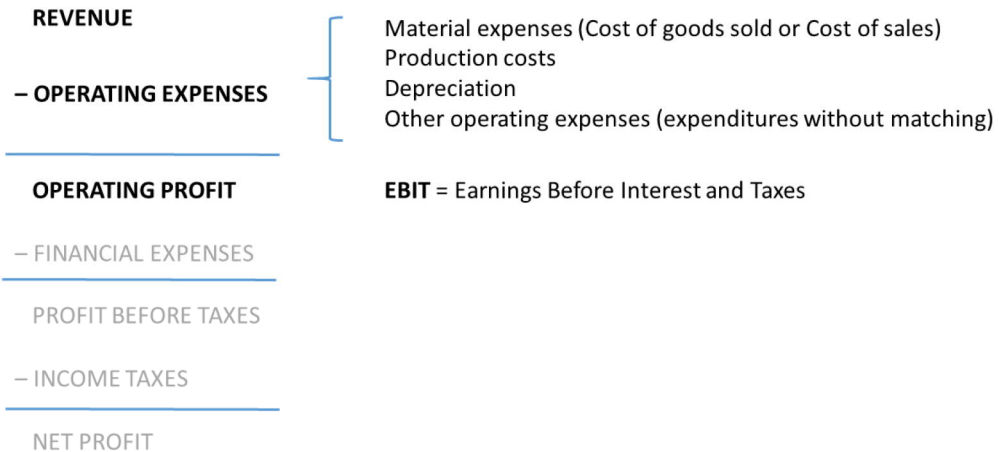 REVENUE
– OPERATING EXPENSES
Material expenses (Cost of goods sold or Cost of sales)
Production costs
Depreciation
Other operating expenses (expenditures without matching)
OPERATING PROFIT
EBIT = Earnings Before Interest and Taxes
– FINANCIAL EXPENSES
PROFIT BEFORE TAXES
– INCOME TAXES
NET PROFIT